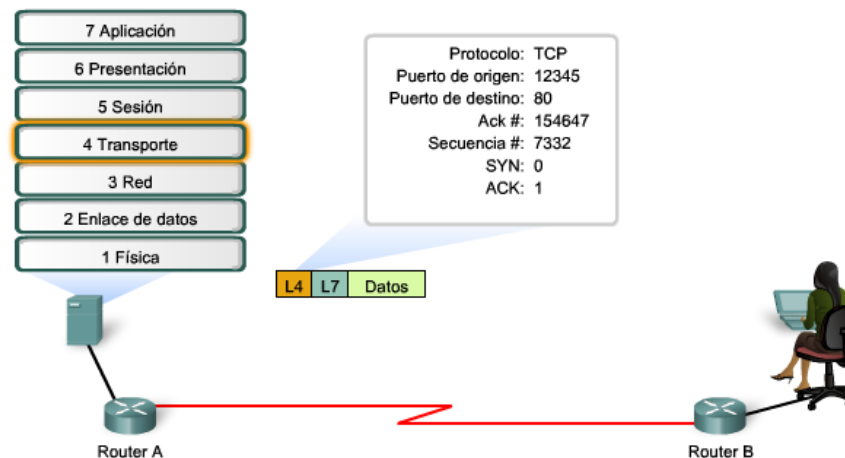 7 Aplicación
6 Presentación
5 Sesión
4 Transporte
3 Red
2 Enlace de datos
1 Física
Protocolo: TCP
Puerto de origen: 12345
Puerto de destino: 80
Ack #: 154647
Secuencia #: 7332
SYN: 0
ACK: 1
L4 L7 Datos
Router A
Router B